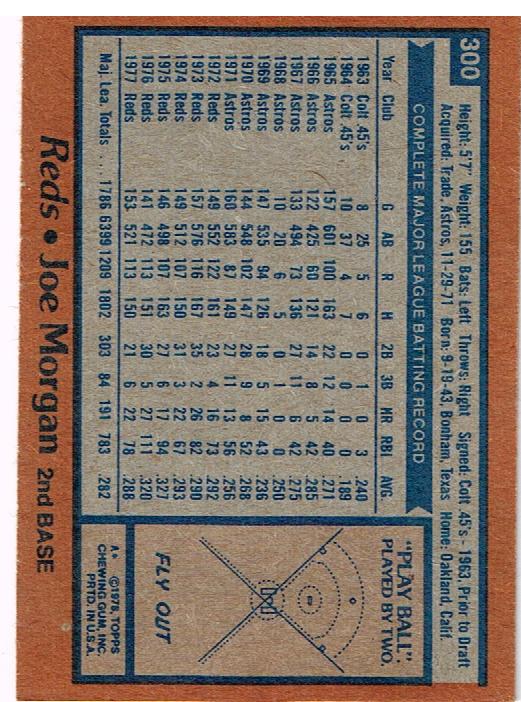 300
Height: 5'7" Weight: 155 Bats: Left Throws: Right Signed: Colt .45's - 1963, Prior to Draft
Acquired: Trade, Astros, 11-29-71 Born: 9-19-43, Bonham, Texas Home: Oakland, Calif.
COMPLETE MAJOR LEAGUE BATTING RECORD
Year Club G AB R H 2B 3B HR RBI AVG.
1963 Colt .45's 8 25 5 6 0 1 0 3 .240
1964 Colt .45's 10 37 4 7 0 0 0 0 .189
1965 Astros 157 601 100 163 22 12 14 40 .271
1966 Astros 122 425 60 121 14 8 5 42 .285
1967 Astros 133 494 73 136 27 11 6 42 .275
1968 Astros 10 20 6 5 0 1 0 0 .250
1969 Astros 147 535 94 126 18 5 15 43 .236
1970 Astros 144 548 102 147 28 9 8 52 .268
1971 Astros 160 583 87 149 27 11 13 56 .256
1972 Reds 149 552 122 161 23 4 16 73 .292
1973 Reds 157 576 116 167 35 2 26 82 .290
1974 Reds 149 512 107 150 31 3 22 67 .293
1975 Reds 146 498 107 163 27 6 17 94 .327
1976 Reds 141 472 113 151 30 5 27 111 .320
1977 Reds 153 521 113 150 21 6 22 78 .288
Maj. Lea. Totals . . . 1786 6399 1209 1802 303 84 191 783 .282
"PLAY BALL":
PLAYED BY TWO.
FLY OUT
A* ©1978, TOPPS
CHEWING GUM, INC.
PRTD. IN U.S.A.
Reds • Joe Morgan 2nd BASE